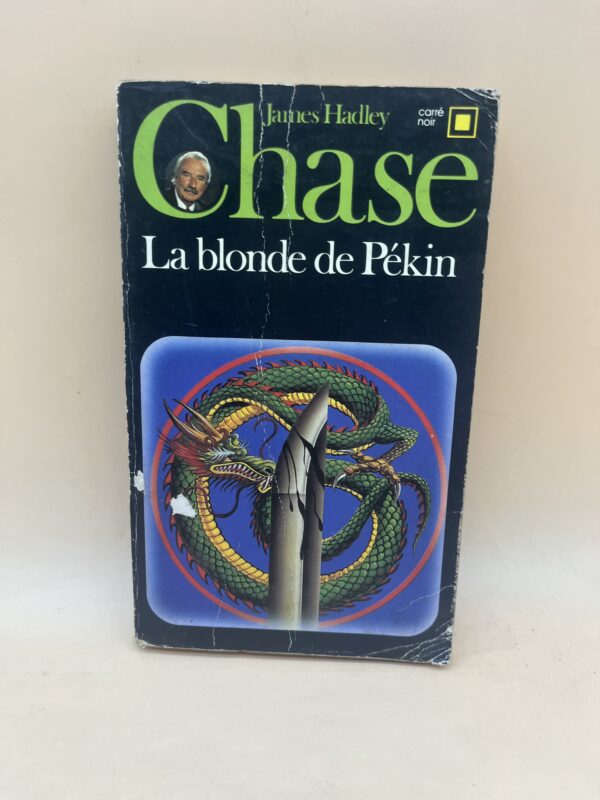 James Hadley
Chase
carré
noir
La blonde de Pékin